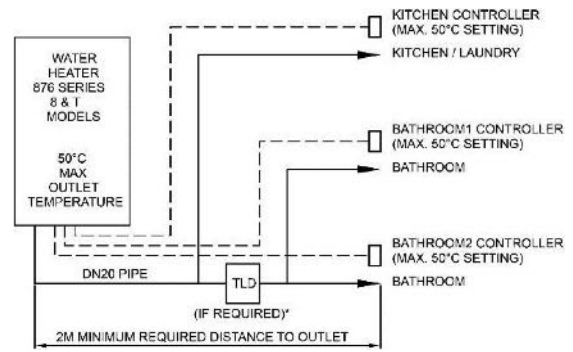 WATER
HEATER
876 SERIES
8 & T
MODELS
50°C
MAX
OUTLET
TEMPERATURE
KITCHEN CONTROLLER
(MAX. 50°C SETTING)
KITCHEN / LAUNDRY
BATHROOM1 CONTROLLER
(MAX. 50°C SETTING)
BATHROOM
BATHROOM2 CONTROLLER
(MAX. 50°C SETTING)
BATHROOM
DN20 PIPE
TLD
(IF REQUIRED)*
2M MINIMUM REQUIRED DISTANCE TO OUTLET